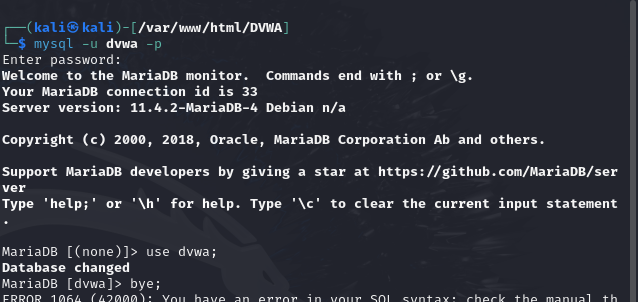 ┌──(kali㉿kali)-[/var/www/html/DVWA]
└─$ mysql -u dvwa -p
Enter password:
Welcome to the MariaDB monitor.  Commands end with ; or \g.
Your MariaDB connection id is 33
Server version: 11.4.2-MariaDB-4 Debian n/a
Copyright (c) 2000, 2018, Oracle, MariaDB Corporation Ab and others.
Support MariaDB developers by giving a star at https://github.com/MariaDB/ser
ver
Type 'help;' or '\h' for help. Type '\c' to clear the current input statement
.
MariaDB [(none)]> use dvwa;
Database changed
MariaDB [dvwa]> bye;
ERROR 1064 (42000): You have an error in your SQL syntax; check the manual th